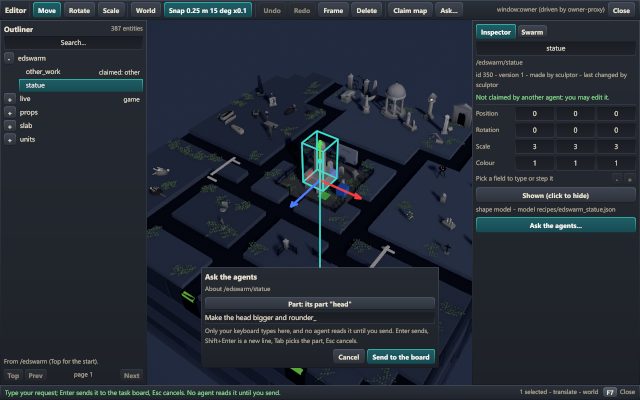 Editor Move Rotate Scale World Snap 0.25 m 15 deg x0.1 Undo Redo Frame Delete Claim map Ask... window:owner (driven by owner-proxy) Close
Outliner 387 entities
Search...
- edswarm
other_work claimed: other
statue
+ live game
+ props
+ slab
+ units
From /edswarm (Top for the start).
Top Prev page 1 Next
Inspector Swarm
statue
/edswarm/statue
id 350 - version 1 - made by sculptor - last changed by
sculptor
Not claimed by another agent; you may edit it.
Position 0 0 0
Rotation 0 0 0
Scale 3 3 3
Colour 1 1 1
Pick a field to type or step it - +
Shown (click to hide)
shape model - model recipes/edswarm_statue.json
Ask the agents...
Ask the agents
About /edswarm/statue
Part: its part "head"
Make the head bigger and rounder_
Only your keyboard types here, and no agent reads it until you send. Enter sends,
Shift+Enter is a new line, Tab picks the part, Esc cancels.
Cancel Send to the board
Type your request; Enter sends it to the task board, Esc cancels. No agent reads it until you send. 1 selected - translate - world F7 Close